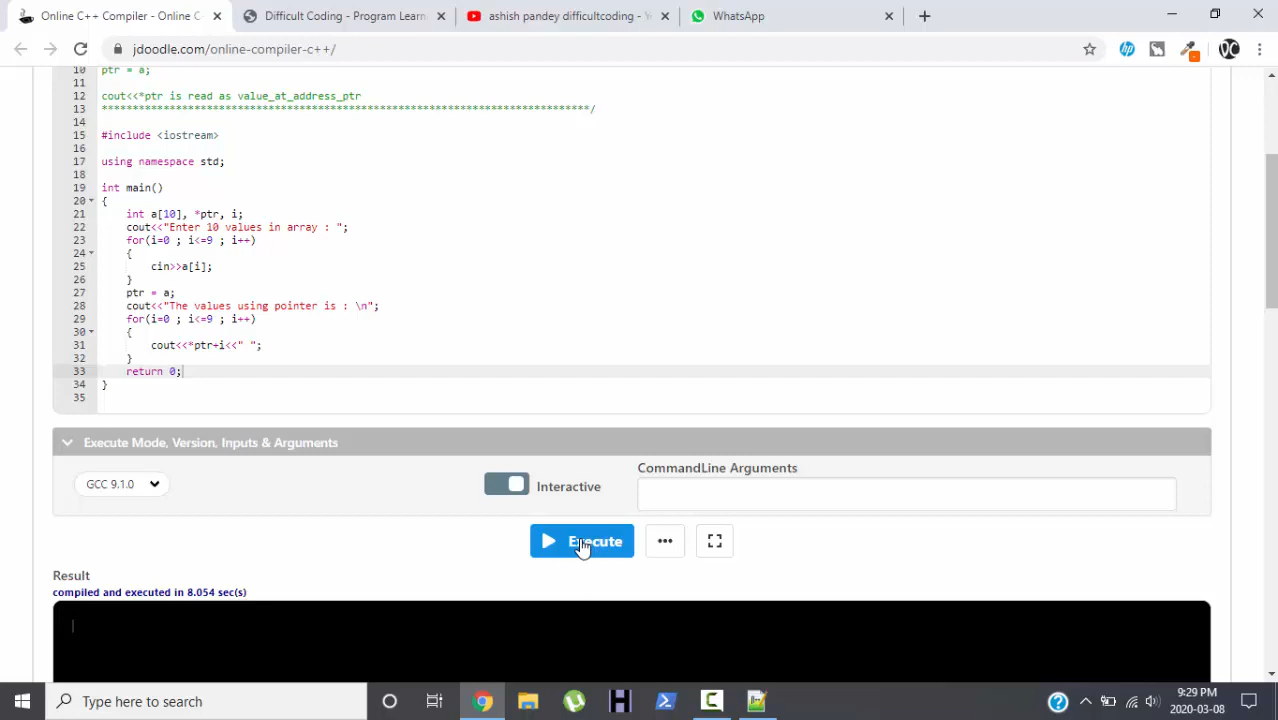 Online C++ Compiler - Online C
Difficult Coding - Program Learn
ashish pandey difficultcoding - Y
WhatsApp
jdoodle.com/online-compiler-c++/
hp
DC
10 ptr = a;
11
12 cout<<*ptr is read as value_at_address_ptr
13 *******************************************************************************/
14
15 #include <iostream>
16
17 using namespace std;
18
19 int main()
20 {
21 int a[10], *ptr, i;
22 cout<<"Enter 10 values in array : ";
23 for(i=0 ; i<=9 ; i++)
24 {
25 cin>>a[i];
26 }
27 ptr = a;
28 cout<<"The values using pointer is : \n";
29 for(i=0 ; i<=9 ; i++)
30 {
31 cout<<*ptr+i<<" ";
32 }
33 return 0;
34 }
35
Execute Mode, Version, Inputs & Arguments
CommandLine Arguments
GCC 9.1.0
Interactive
Execute
Result
compiled and executed in 8.054 sec(s)
Type here to search
9:29 PM
2020-03-08